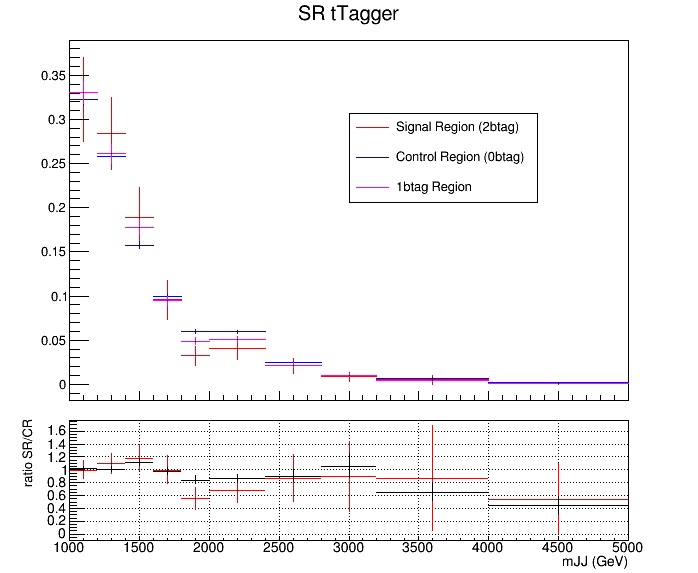 SR tTagger
0.35
0.3
0.25
0.2
0.15
0.1
0.05
0
Signal Region (2btag)
Control Region (0btag)
1btag Region
ratio SR/CR
1.6
1.4
1.2
1
0.8
0.6
0.4
0.2
0
1000 1500 2000 2500 3000 3500 4000 4500 5000
mJJ (GeV)